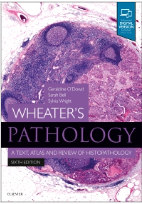 Geraldine O'Dowd
Sarah Bell
Sylvia Wright
WHEATER'S
PATHOLOGY
A TEXT, ATLAS AND REVIEW OF HISTOPATHOLOGY
SIXTH EDITION
ELSEVIER